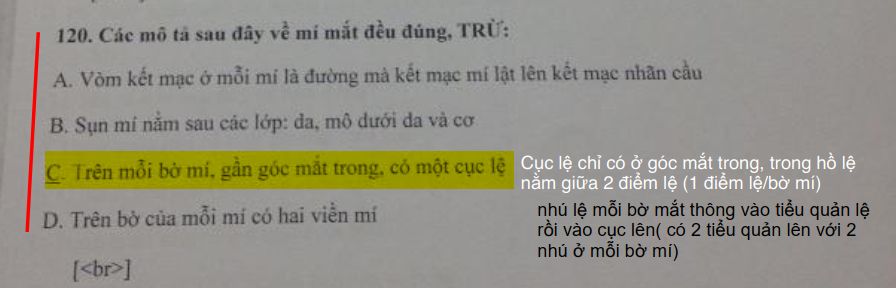 120. Các mô tả sau đây về mí mắt đều đúng, TRỪ:
A. Vòm kết mạc ở mỗi mí là đường mà kết mạc mí lật lên kết mạc nhãn cầu
B. Sụn mí nằm sau các lớp: da, mô dưới da và cơ
C. Trên mỗi bờ mí, gần góc mắt trong, có một cục lệ
Cục lệ chỉ có ở góc mắt trong, trong hồ lệ
nằm giữa 2 điểm lệ (1 điểm lệ/bờ mí)
D. Trên bờ của mỗi mí có hai viền mí
nhú lệ mỗi bờ mắt thông vào tiểu quản lệ
rồi vào cục lên( có 2 tiểu quản lên với 2
nhú ở mỗi bờ mí)
[<br>]